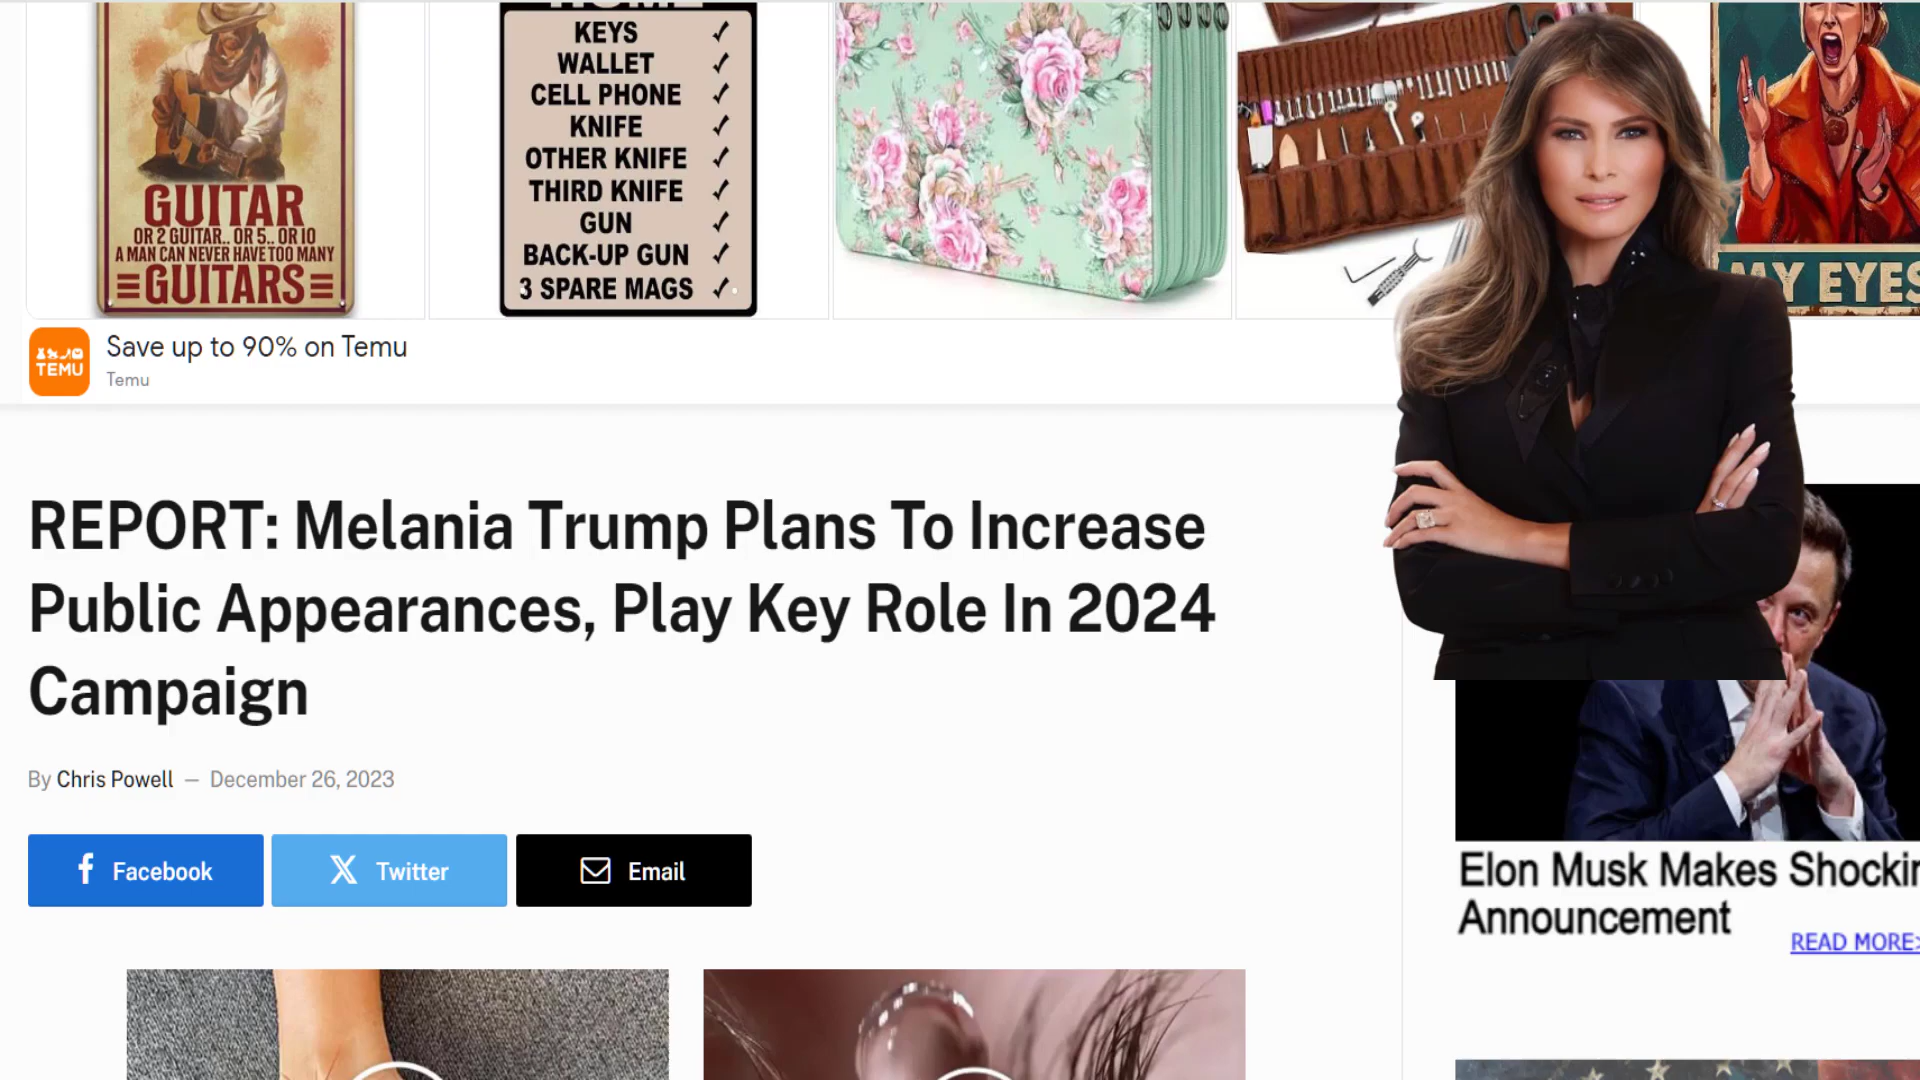 KEYS ✓
WALLET ✓
CELL PHONE ✓
KNIFE ✓
OTHER KNIFE ✓
THIRD KNIFE ✓
GUN ✓
BACK-UP GUN ✓
3 SPARE MAGS ✓
GUITAR
OR 2 GUITAR.. OR 5.. OR 10
A MAN CAN NEVER HAVE TOO MANY
GUITARS
MY EYES
TEMU
Save up to 90% on Temu
Temu
REPORT: Melania Trump Plans To Increase
Public Appearances, Play Key Role In 2024
Campaign
By Chris Powell — December 26, 2023
Facebook
Twitter
Email
Elon Musk Makes
Announcement
READ MORE